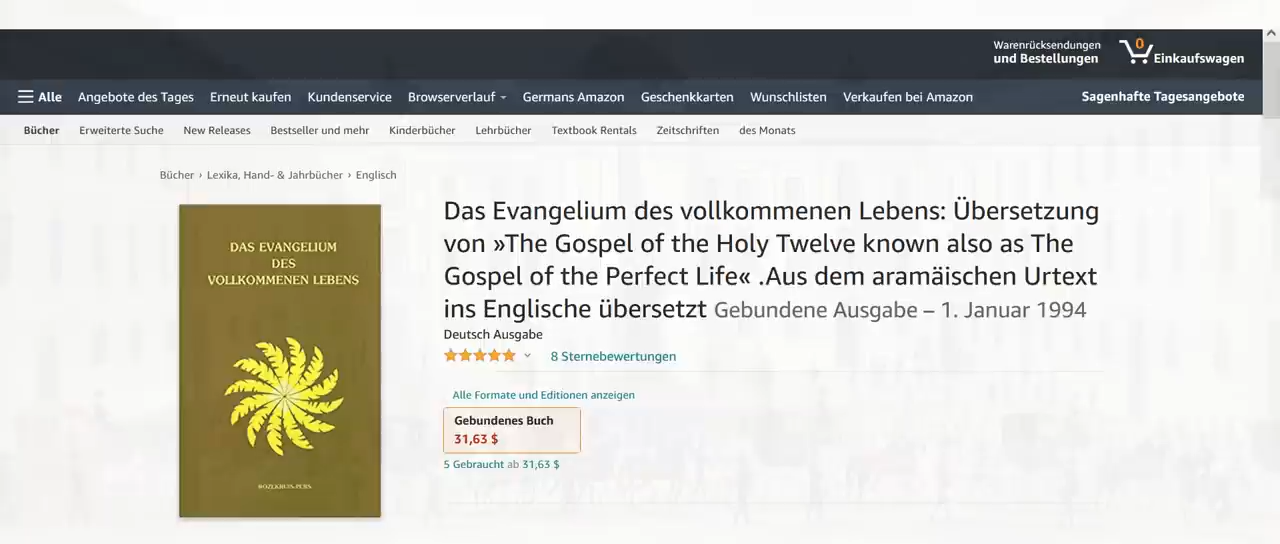 Warenrücksendungen
und Bestellungen
0
Einkaufswagen
Alle Angebote des Tages Erneut kaufen Kundenservice Browserverlauf Germans Amazon Geschenkkarten Wunschlisten Verkaufen bei Amazon Sagenhafte Tagesangebote
Bücher Erweiterte Suche New Releases Bestseller und mehr Kinderbücher Lehrbücher Textbook Rentals Zeitschriften des Monats
Bücher › Lexika, Hand- & Jahrbücher › Englisch
DAS EVANGELIUM
DES
VOLLKOMMENEN LEBENS
ROZEKRUIS-PERS
Das Evangelium des vollkommenen Lebens: Übersetzung
von »The Gospel of the Holy Twelve known also as The
Gospel of the Perfect Life« .Aus dem aramäischen Urtext
ins Englische übersetzt Gebundene Ausgabe – 1. Januar 1994
Deutsch Ausgabe
8 Sternebewertungen
Alle Formate und Editionen anzeigen
Gebundenes Buch
31,63 $
5 Gebraucht ab 31,63 $